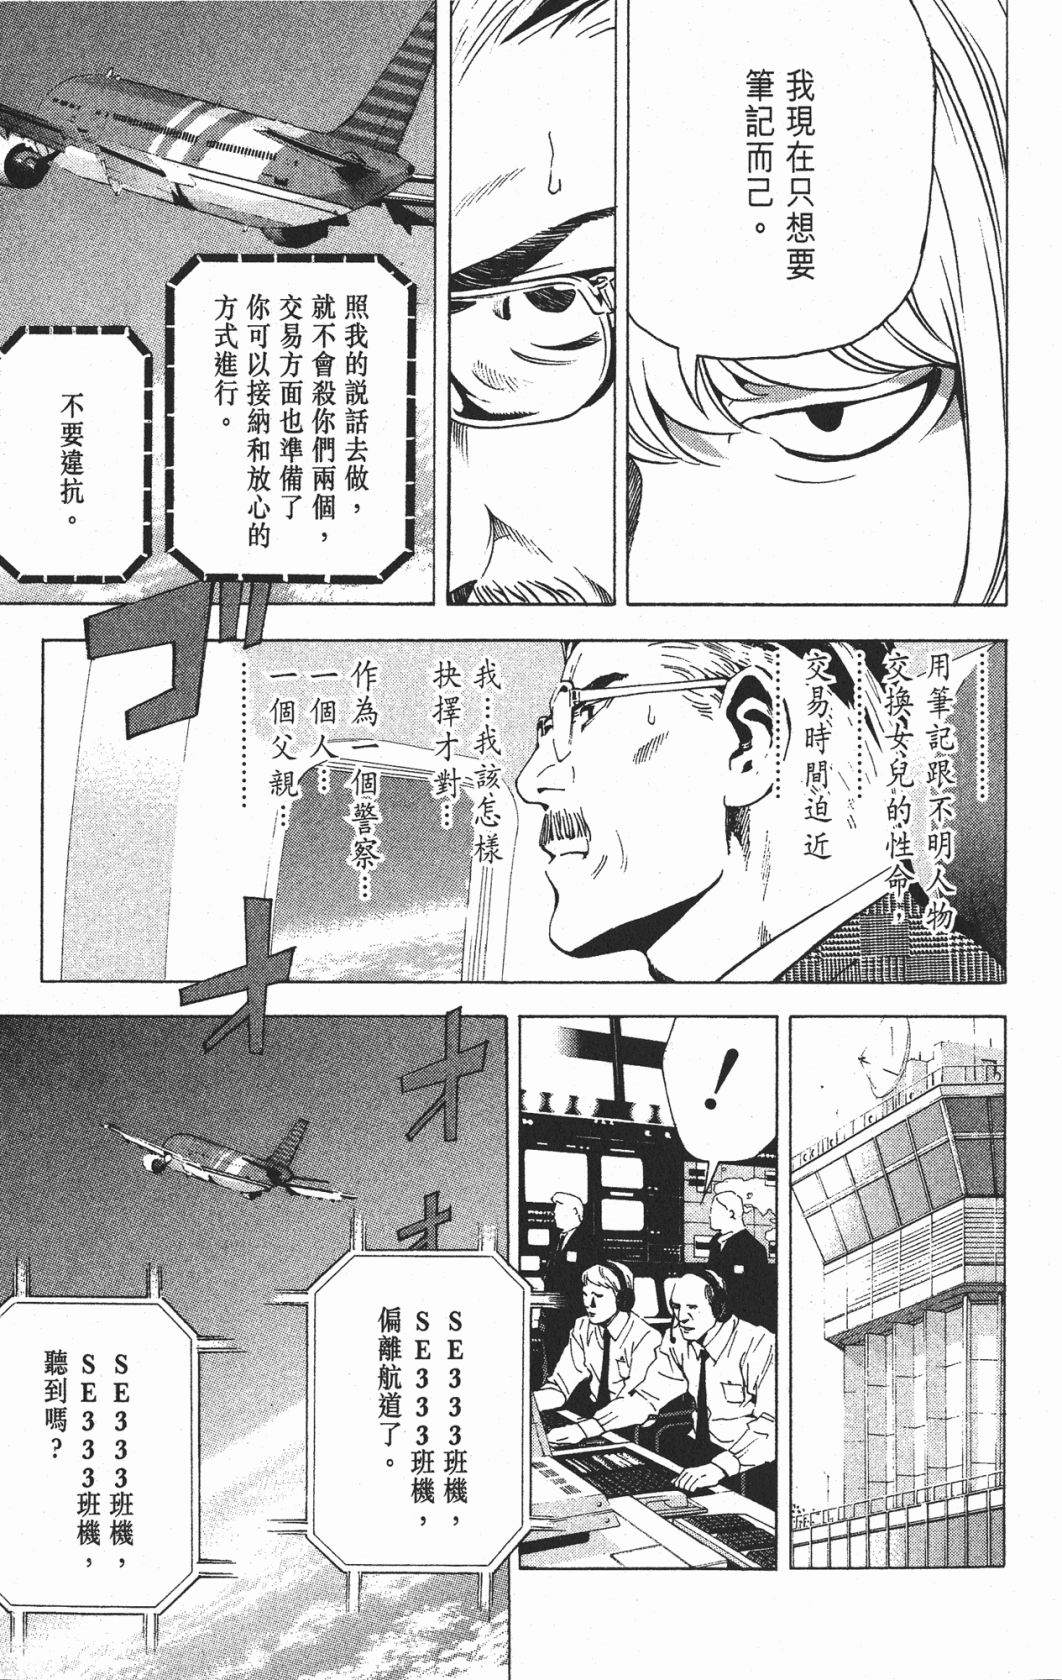 我現在只想要
筆記而己。
照我的説話去做，
就不會殺你們兩個，
交易方面也準備了
你可以接納和放心的
方式進行。
不要違抗。
ゴオオオ
………
用筆記跟不明人物
交換女兒的性命，
………
交易時間迫近
………
我…我該怎樣
抉擇才對…
作為一個警察…
一個人…
一個父親…
………
！
SE333班機，
SE333班機，
偏離航道了。
SE333班機，
SE333班機，
聽到嗎？